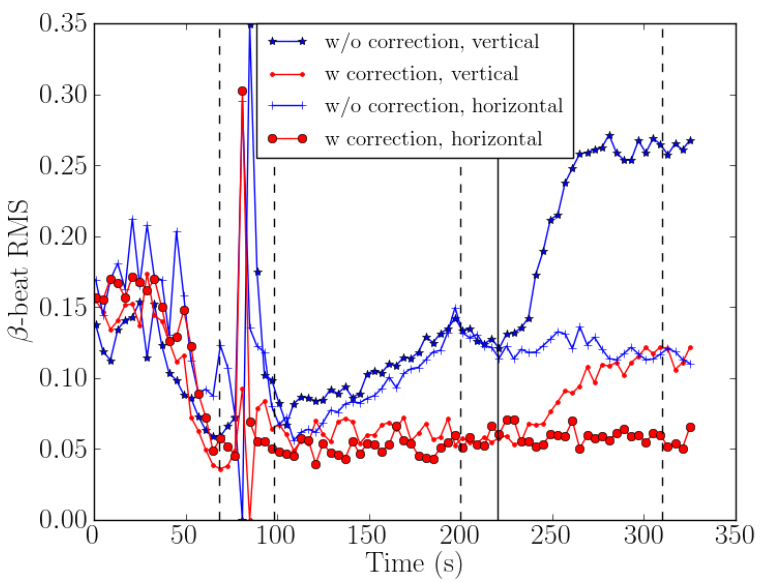 0.35
0.30
0.25
0.20
0.15
0.10
0.05
0.00
β-beat RMS
w/o correction, vertical
w correction, vertical
w/o correction, horizontal
w correction, horizontal
0 50 100 150 200 250 300 350
Time (s)